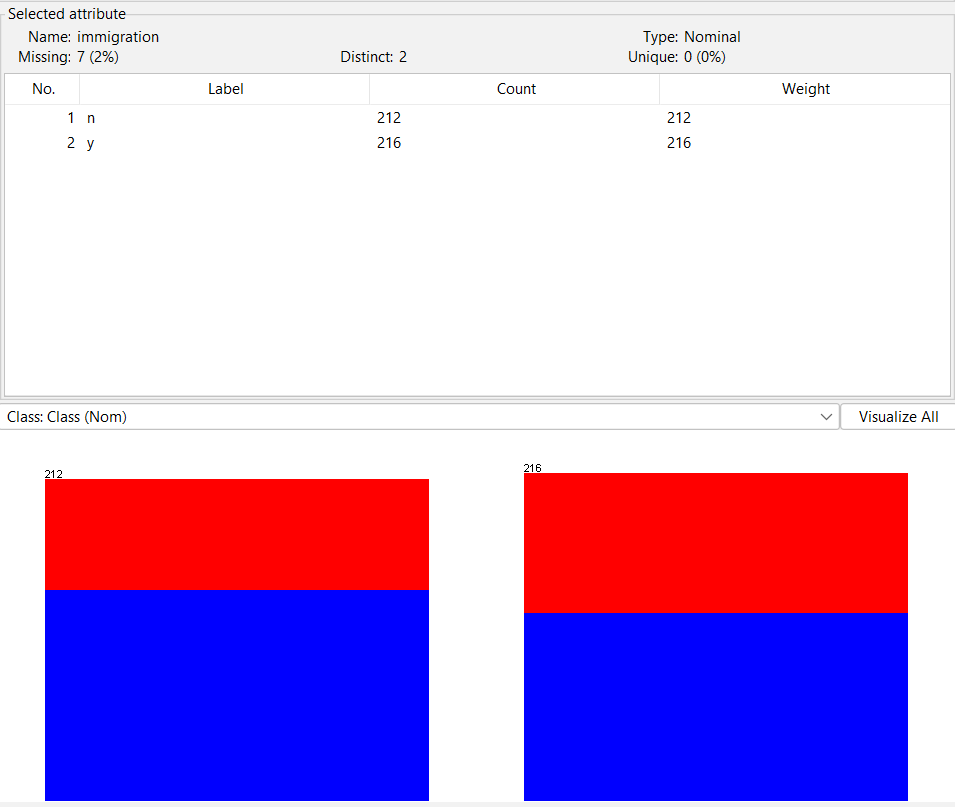 Selected attribute
Name: immigration Type: Nominal
Missing: 7 (2%) Distinct: 2 Unique: 0 (0%)
No. Label Count Weight
1 n 212 212
2 y 216 216
Class: Class (Nom) Visualize All
212 216